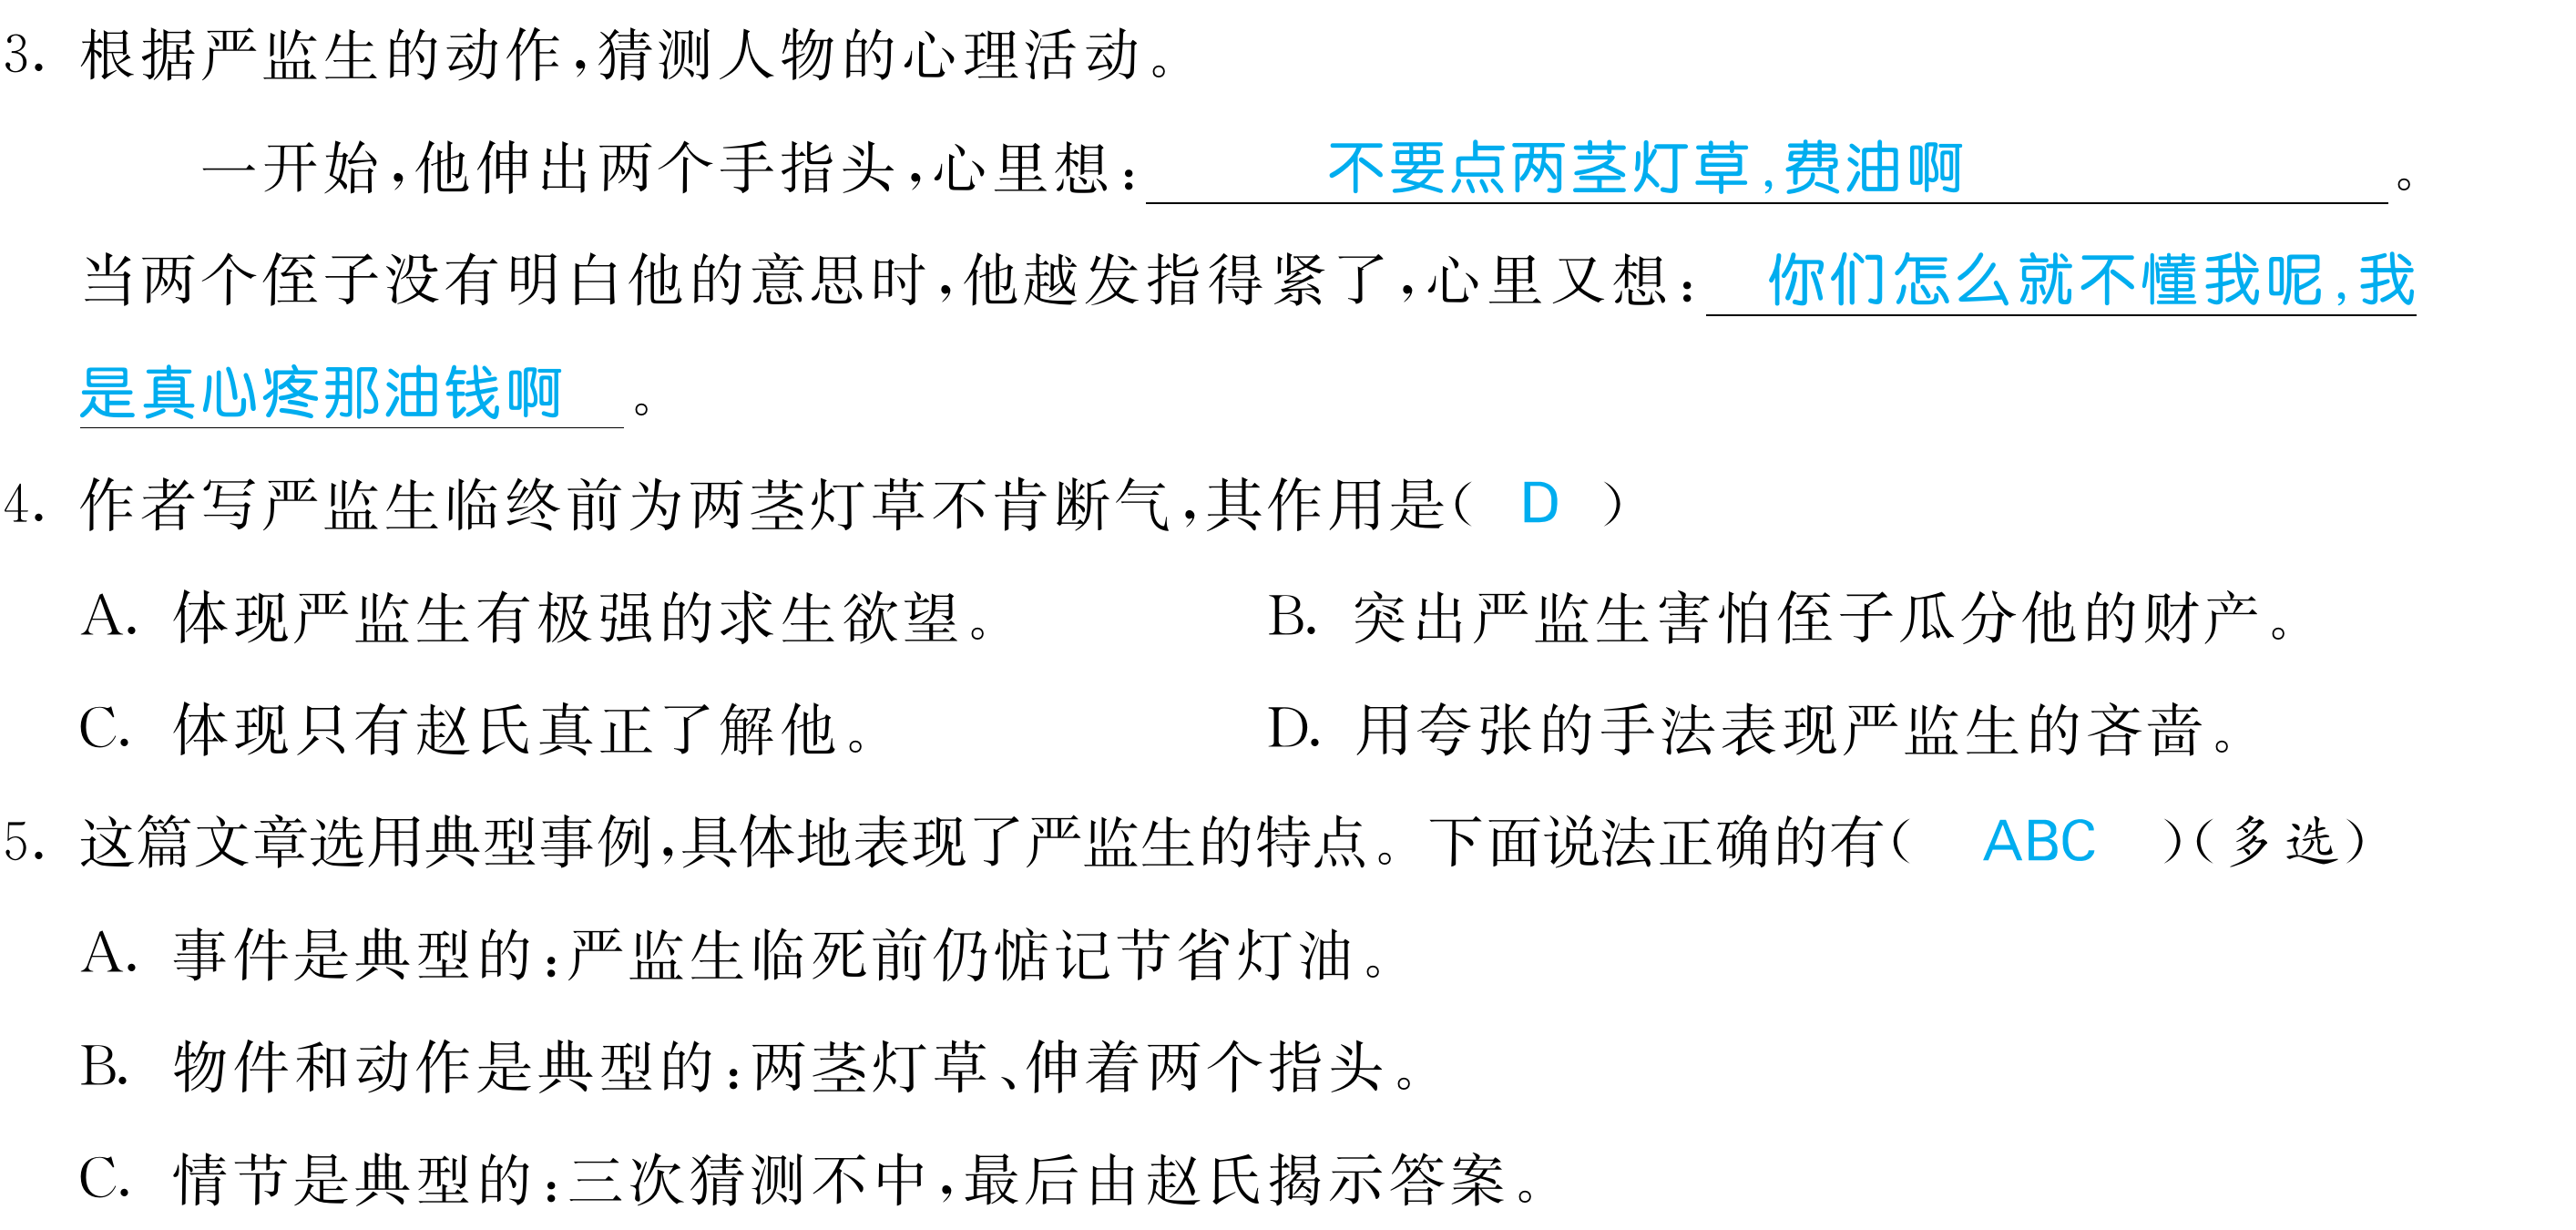 3. 根据严监生的动作,猜测人物的心理活动。
一开始,他伸出两个手指头,心里想:不要点两茎灯草,费油啊。
当两个侄子没有明白他的意思时,他越发指得紧了,心里又想:你们怎么就不懂我呢,我
是真心疼那油钱啊。
4. 作者写严监生临终前为两茎灯草不肯断气,其作用是( D )
A. 体现严监生有极强的求生欲望。 B. 突出严监生害怕侄子瓜分他的财产。
C. 体现只有赵氏真正了解他。 D. 用夸张的手法表现严监生的吝啬。
5. 这篇文章选用典型事例,具体地表现了严监生的特点。下面说法正确的有( ABC )(多选)
A. 事件是典型的:严监生临死前仍惦记节省灯油。
B. 物件和动作是典型的:两茎灯草、伸着两个指头。
C. 情节是典型的:三次猜测不中,最后由赵氏揭示答案。